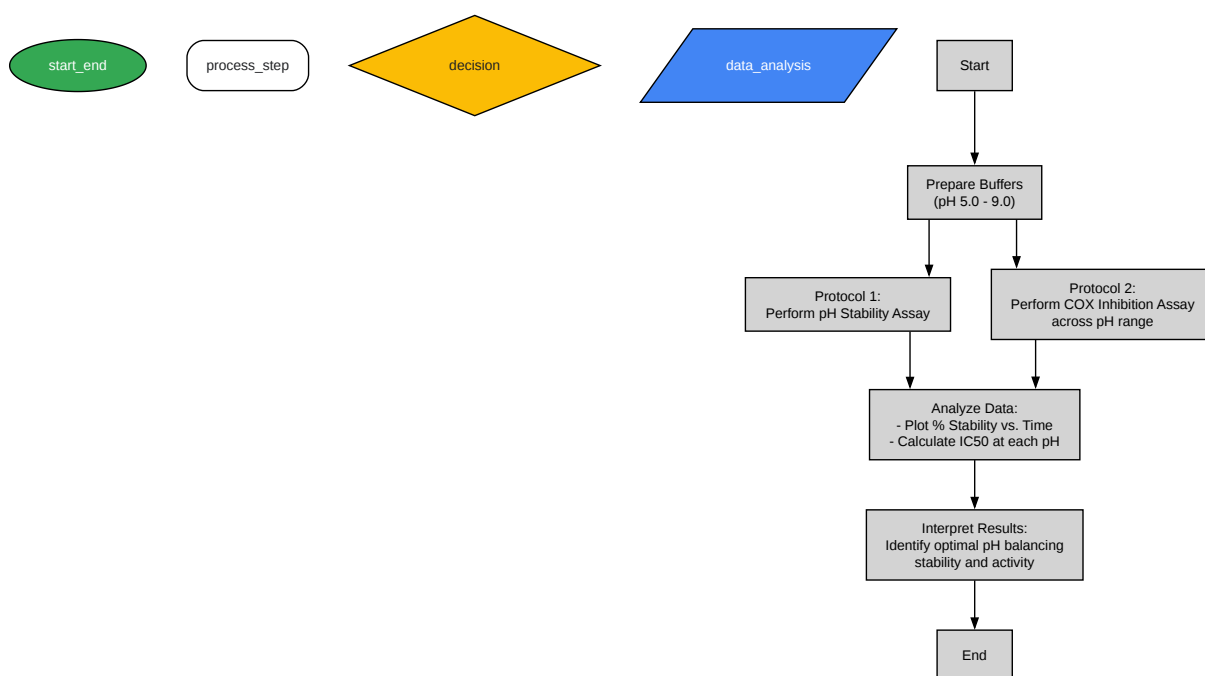 start_end
process_step
decision
data_analysis
Start
Prepare Buffers
(pH 5.0 - 9.0)
Protocol 1:
Perform pH Stability Assay
Protocol 2:
Perform COX Inhibition Assay
across pH range
Analyze Data:
- Plot % Stability vs. Time
- Calculate IC50 at each pH
Interpret Results:
Identify optimal pH balancing
stability and activity
End